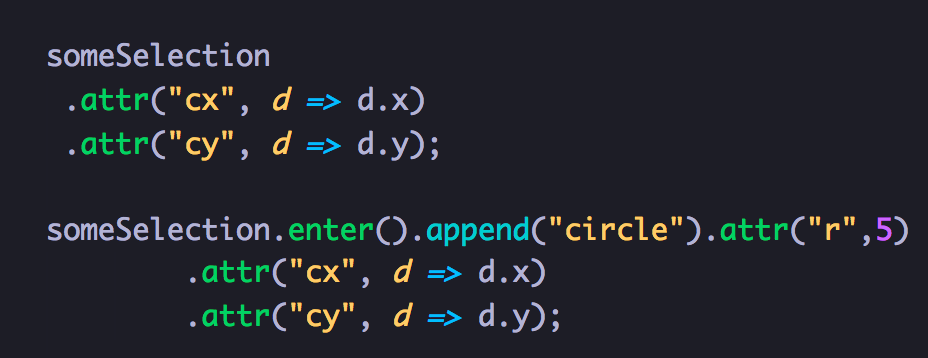 someSelection
.attr("cx", d => d.x)
.attr("cy", d => d.y);
someSelection.enter().append("circle").attr("r",5)
.attr("cx", d => d.x)
.attr("cy", d => d.y);